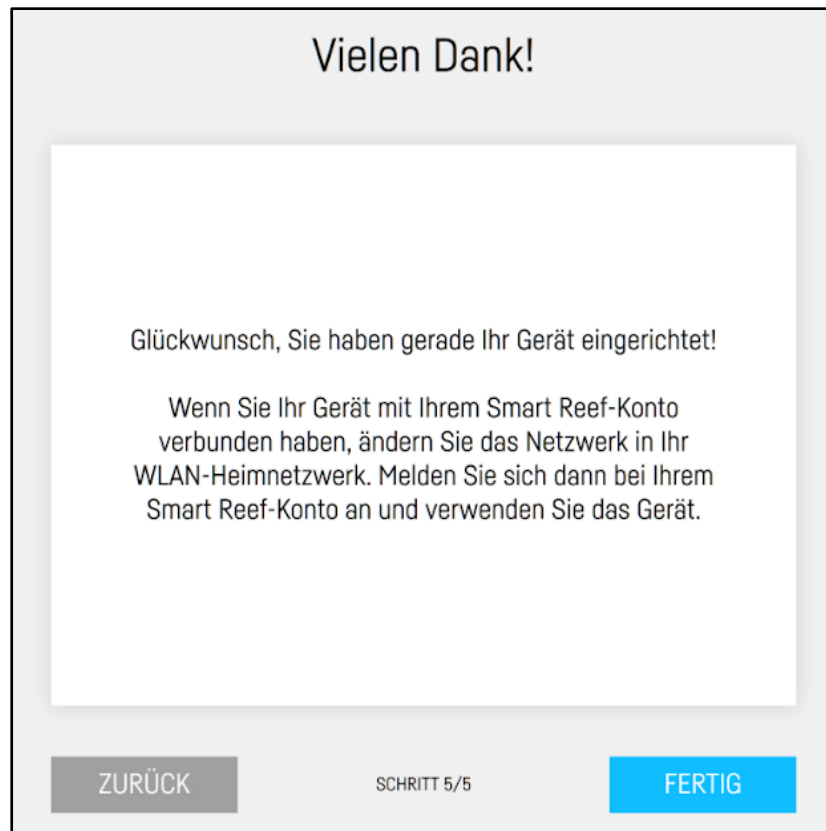 Vielen Dank!
Glückwunsch, Sie haben gerade Ihr Gerät eingerichtet!
Wenn Sie Ihr Gerät mit Ihrem Smart Reef-Konto
verbunden haben, ändern Sie das Netzwerk in Ihr
WLAN-Heimnetzwerk. Melden Sie sich dann bei Ihrem
Smart Reef-Konto an und verwenden Sie das Gerät.
ZURÜCK SCHRITT 5/5 FERTIG